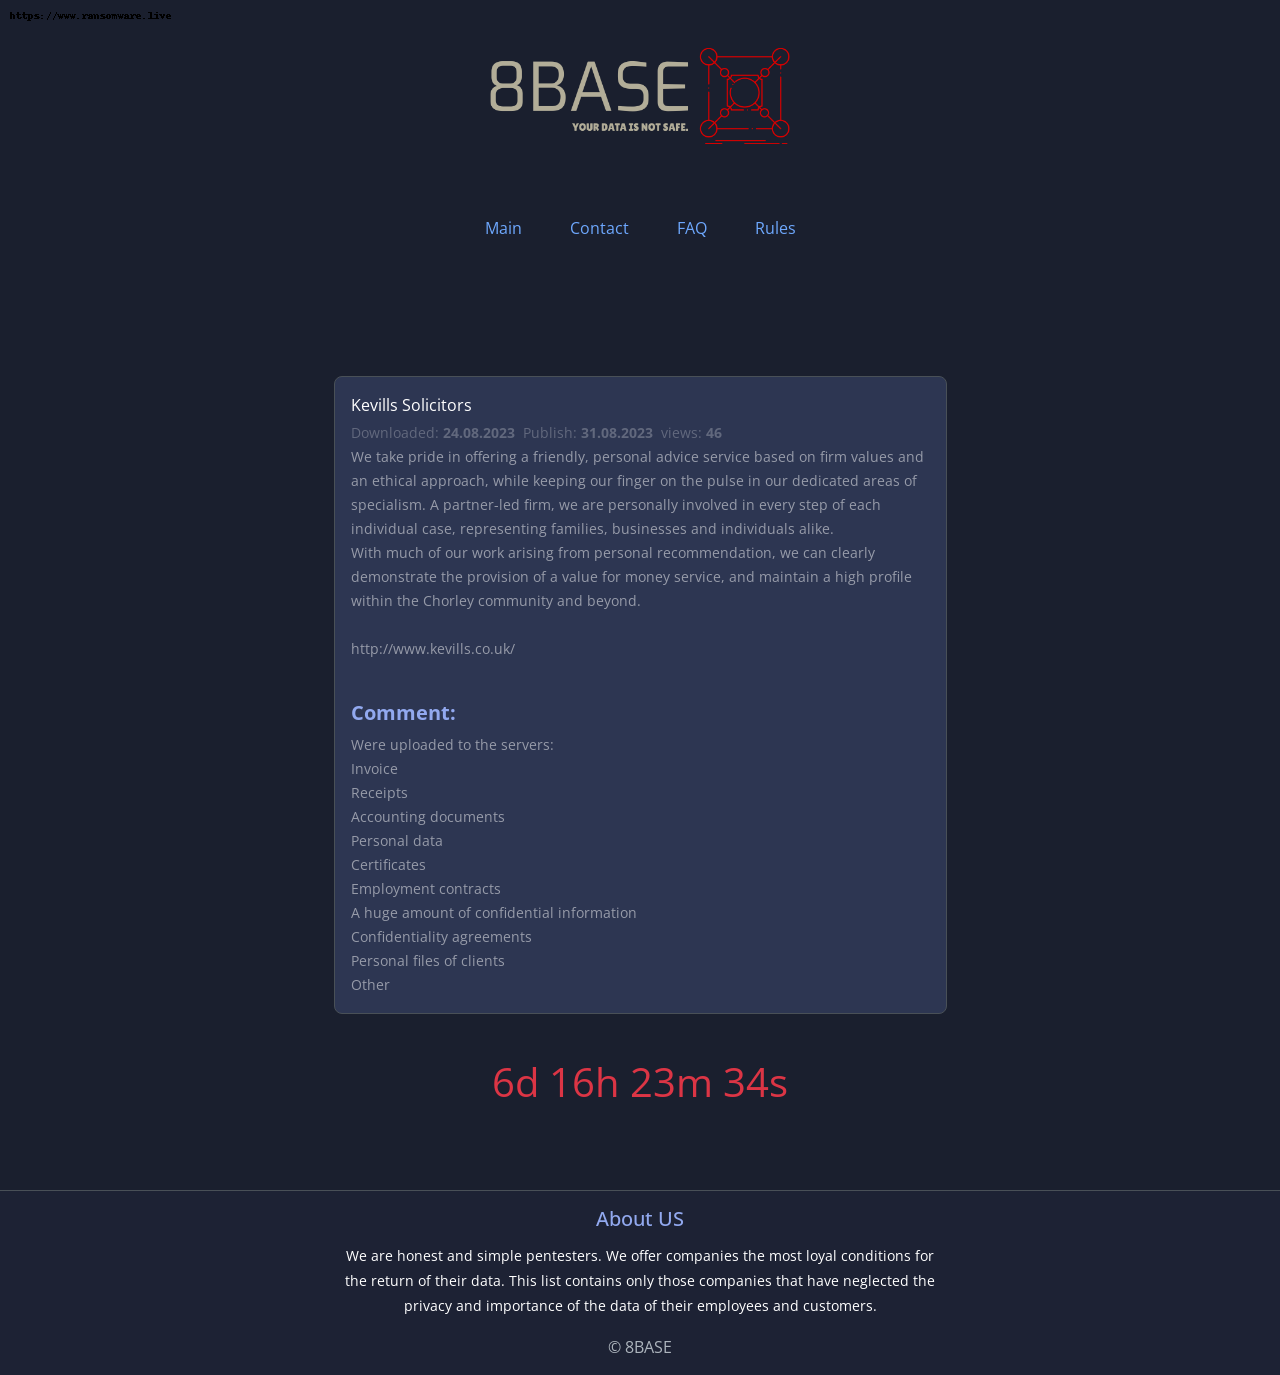 https://www.ransomware.live
8BASE
YOUR DATA IS NOT SAFE.
Main Contact FAQ Rules
Kevills Solicitors
Downloaded: 24.08.2023 Publish: 31.08.2023 views: 46
We take pride in offering a friendly, personal advice service based on firm values and
an ethical approach, while keeping our finger on the pulse in our dedicated areas of
specialism. A partner-led firm, we are personally involved in every step of each
individual case, representing families, businesses and individuals alike.
With much of our work arising from personal recommendation, we can clearly
demonstrate the provision of a value for money service, and maintain a high profile
within the Chorley community and beyond.
http://www.kevills.co.uk/
Comment:
Were uploaded to the servers:
Invoice
Receipts
Accounting documents
Personal data
Certificates
Employment contracts
A huge amount of confidential information
Confidentiality agreements
Personal files of clients
Other
6d 16h 23m 34s
About US
We are honest and simple pentesters. We offer companies the most loyal conditions for
the return of their data. This list contains only those companies that have neglected the
privacy and importance of the data of their employees and customers.
© 8BASE